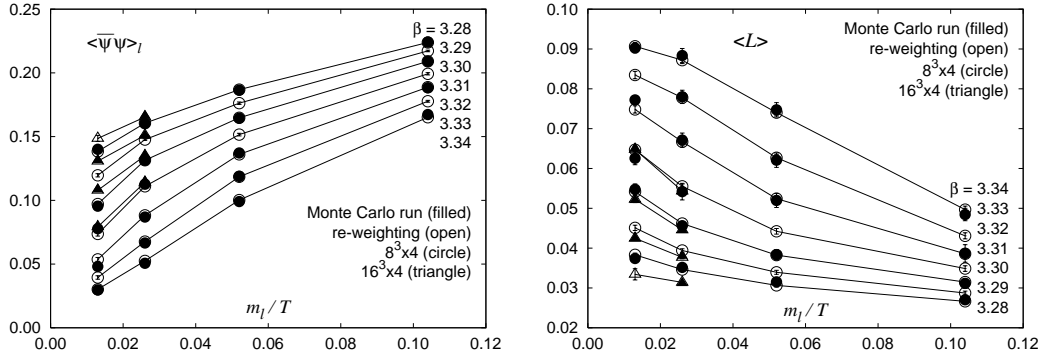 0.25
0.20
0.15
0.10
0.05
0.00
0.00 0.02 0.04 0.06 0.08 0.10 0.12
<ψ̄ψ>l
β = 3.28
3.29
3.30
3.31
3.32
3.33
3.34
Monte Carlo run (filled)
re-weighting (open)
8³x4 (circle)
16³x4 (triangle)
ml / T
0.10
0.09
0.08
0.07
0.06
0.05
0.04
0.03
0.02
0.00 0.02 0.04 0.06 0.08 0.10 0.12
<L>
Monte Carlo run (filled)
re-weighting (open)
8³x4 (circle)
16³x4 (triangle)
β = 3.34
3.33
3.32
3.31
3.30
3.29
3.28
ml / T